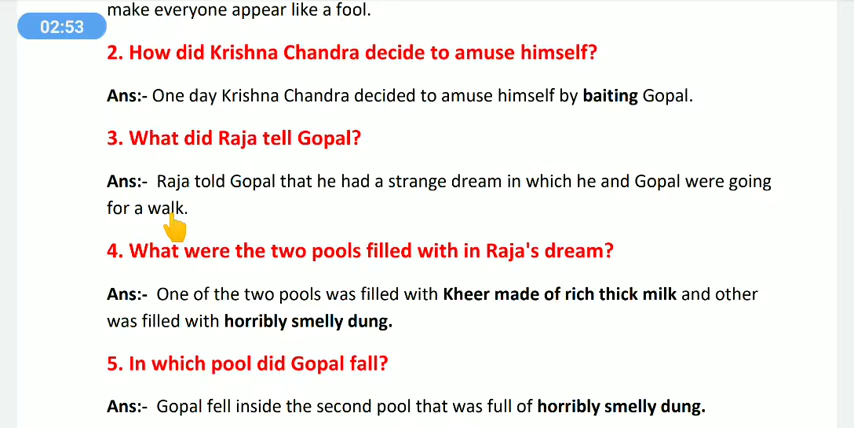 make everyone appear like a fool.
02:53
2. How did Krishna Chandra decide to amuse himself?
Ans:- One day Krishna Chandra decided to amuse himself by baiting Gopal.
3. What did Raja tell Gopal?
Ans:- Raja told Gopal that he had a strange dream in which he and Gopal were going
for a walk.
4. What were the two pools filled with in Raja's dream?
Ans:- One of the two pools was filled with Kheer made of rich thick milk and other
was filled with horribly smelly dung.
5. In which pool did Gopal fall?
Ans:- Gopal fell inside the second pool that was full of horribly smelly dung.